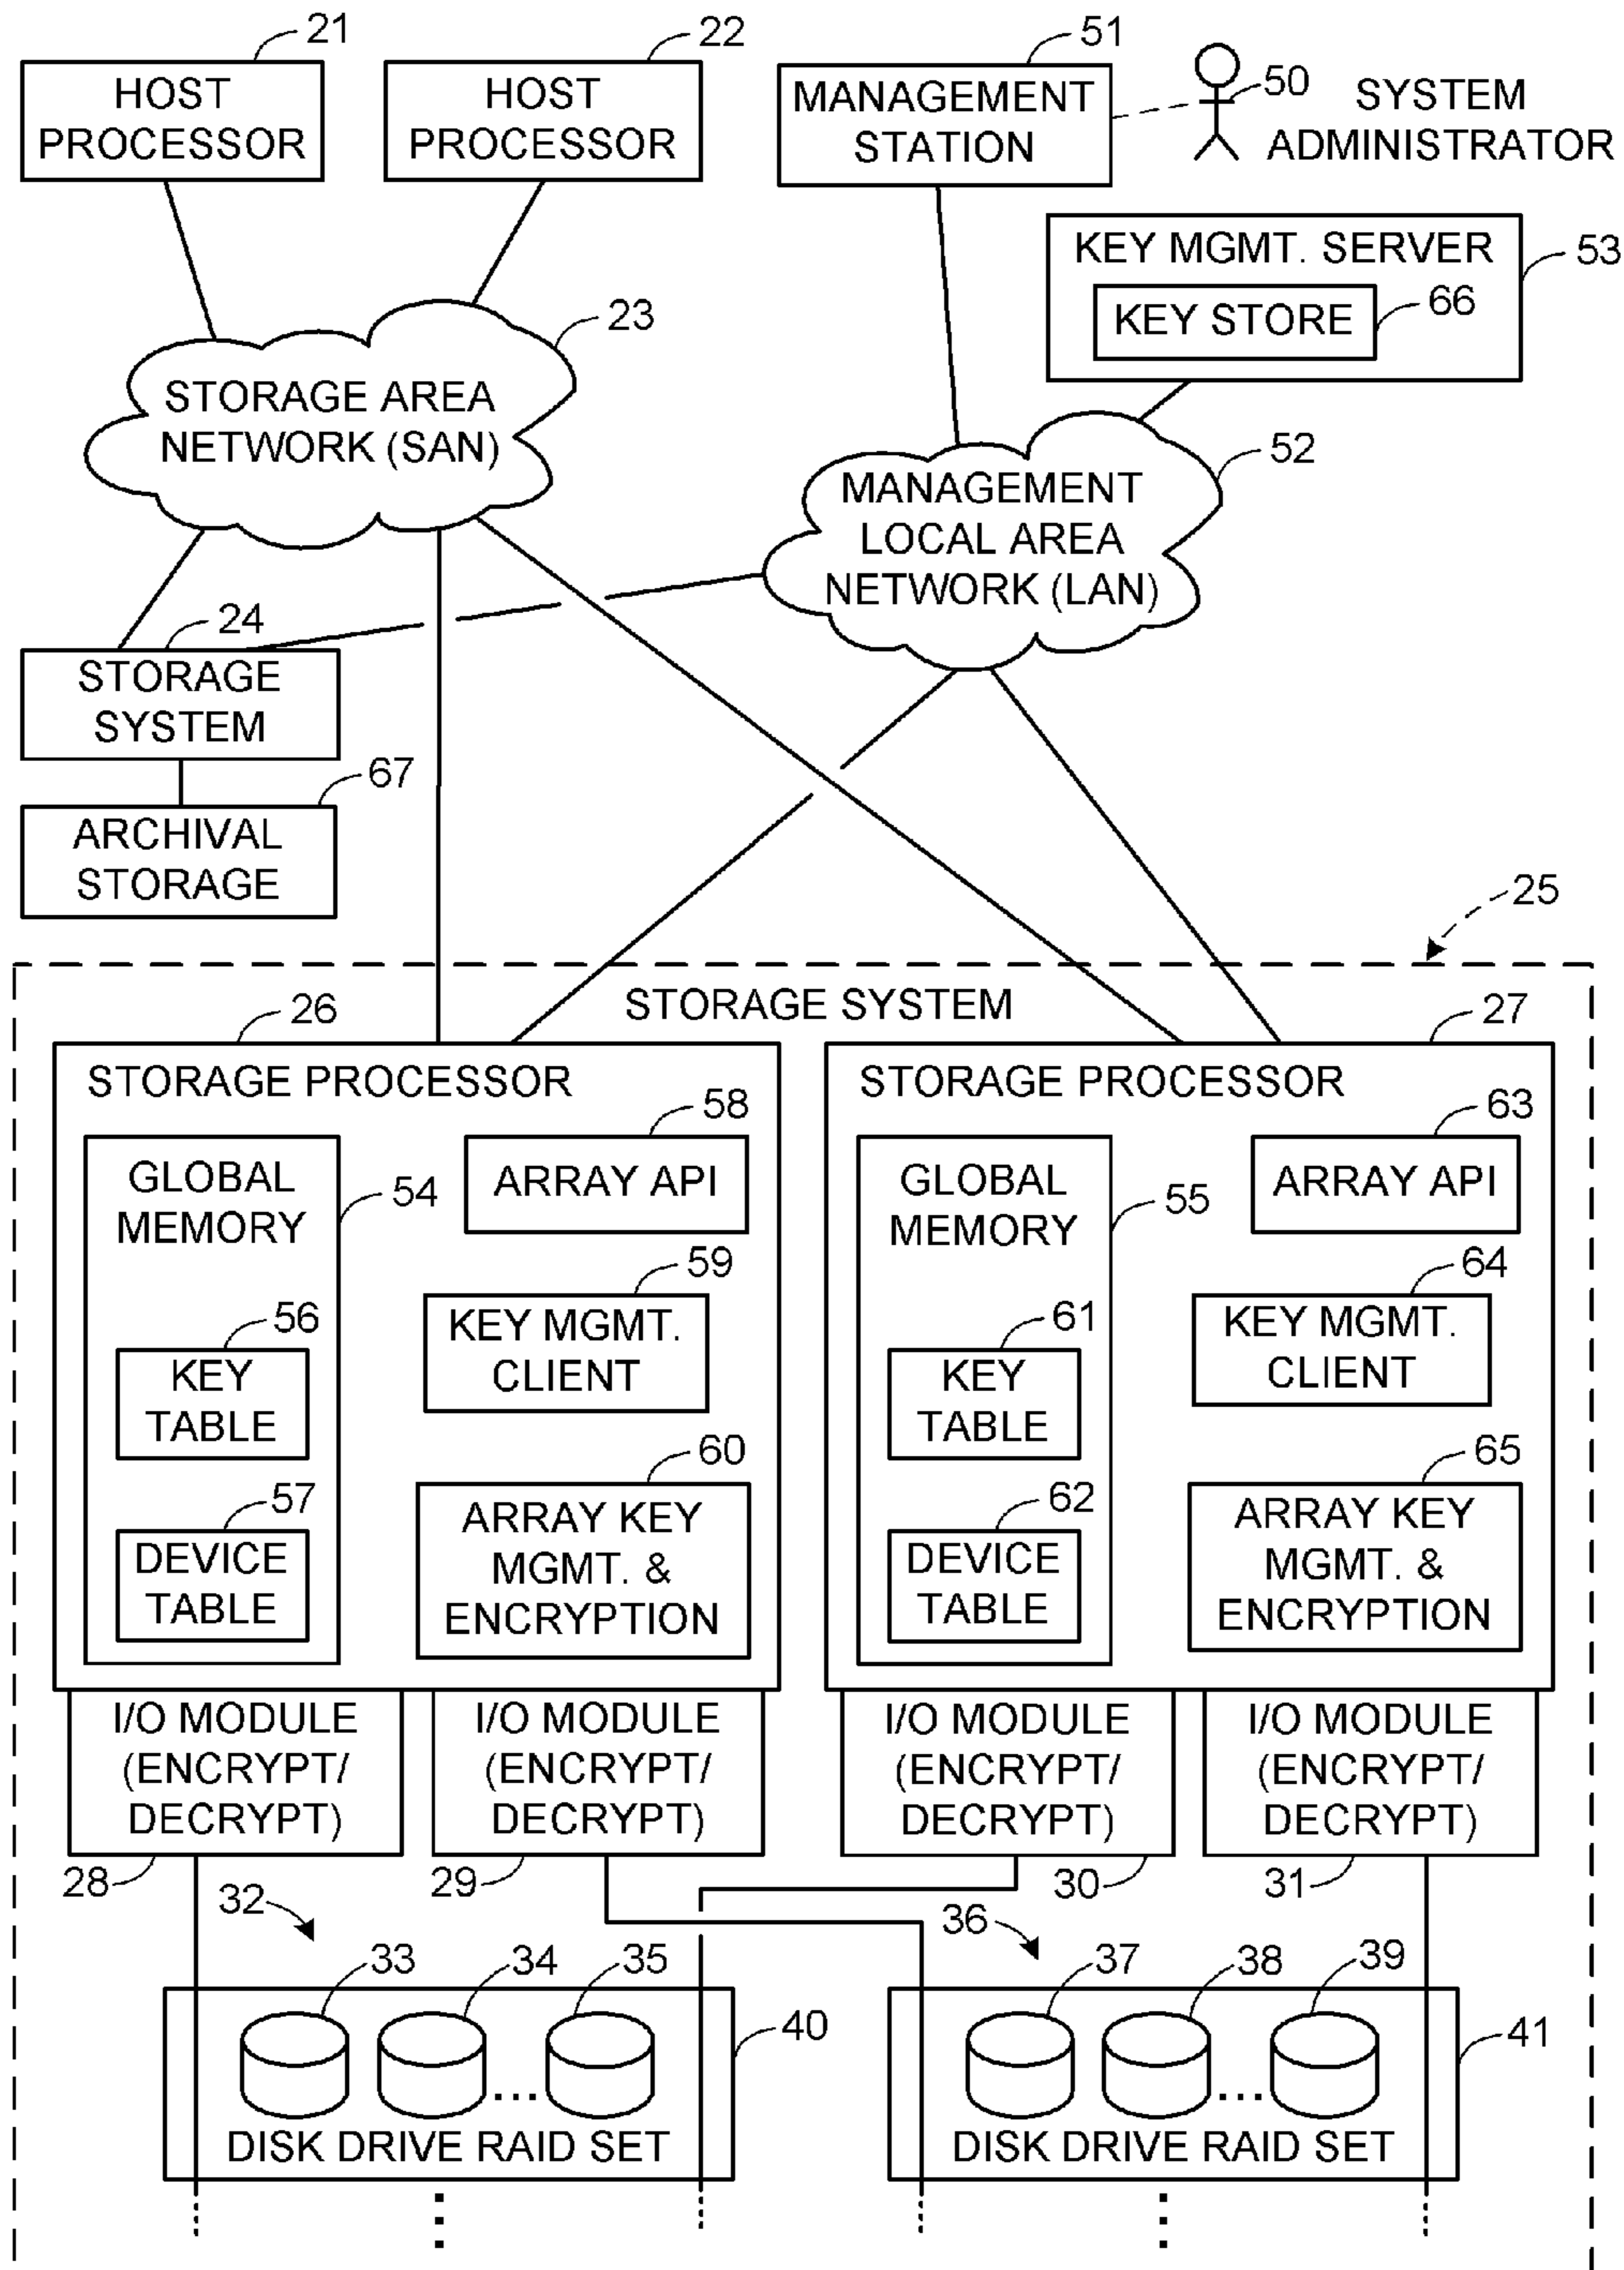 21
22
51
HOST
PROCESSOR
HOST
PROCESSOR
MANAGEMENT
STATION
50
SYSTEM
ADMINISTRATOR
KEY MGMT. SERVER
53
KEY STORE
66
23
STORAGE AREA
NETWORK (SAN)
52
MANAGEMENT
LOCAL AREA
NETWORK (LAN)
24
STORAGE
SYSTEM
67
ARCHIVAL
STORAGE
25
STORAGE SYSTEM
26
27
STORAGE PROCESSOR
58
GLOBAL
MEMORY
54
ARRAY API
59
KEY MGMT.
CLIENT
56
KEY
TABLE
60
ARRAY KEY
MGMT. &
ENCRYPTION
57
DEVICE
TABLE
STORAGE PROCESSOR
63
GLOBAL
MEMORY
55
ARRAY API
64
KEY MGMT.
CLIENT
61
KEY
TABLE
65
ARRAY KEY
MGMT. &
ENCRYPTION
62
DEVICE
TABLE
I/O MODULE
(ENCRYPT/
DECRYPT)
I/O MODULE
(ENCRYPT/
DECRYPT)
I/O MODULE
(ENCRYPT/
DECRYPT)
I/O MODULE
(ENCRYPT/
DECRYPT)
28
29
30
31
32
36
33
34
35
37
38
39
...
...
40
41
DISK DRIVE RAID SET
DISK DRIVE RAID SET